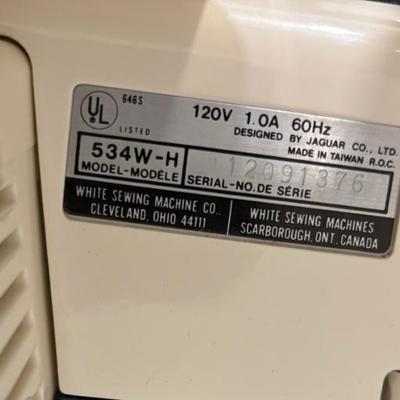 UL 646S
LISTED
120V 1.0A 60Hz
DESIGNED BY JAGUAR CO., LTD.
MADE IN TAIWAN R.O.C.
534W-H
MODEL-MODÈLE
12091376
SERIAL-NO.DE SÉRIE
WHITE SEWING MACHINE CO.,
CLEVELAND, OHIO 44111
WHITE SEWING MACHINES
SCARBOROUGH, ONT. CANADA